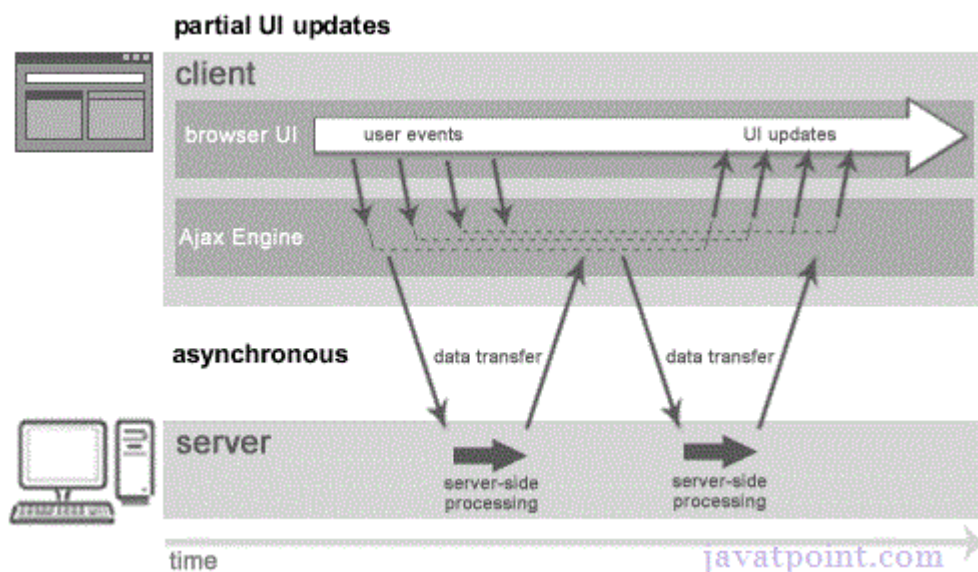 partial UI updates
client
browser UI
user events
UI updates
Ajax Engine
asynchronous
data transfer
data transfer
server
server-side
processing
server-side
processing
time
javatpoint.com